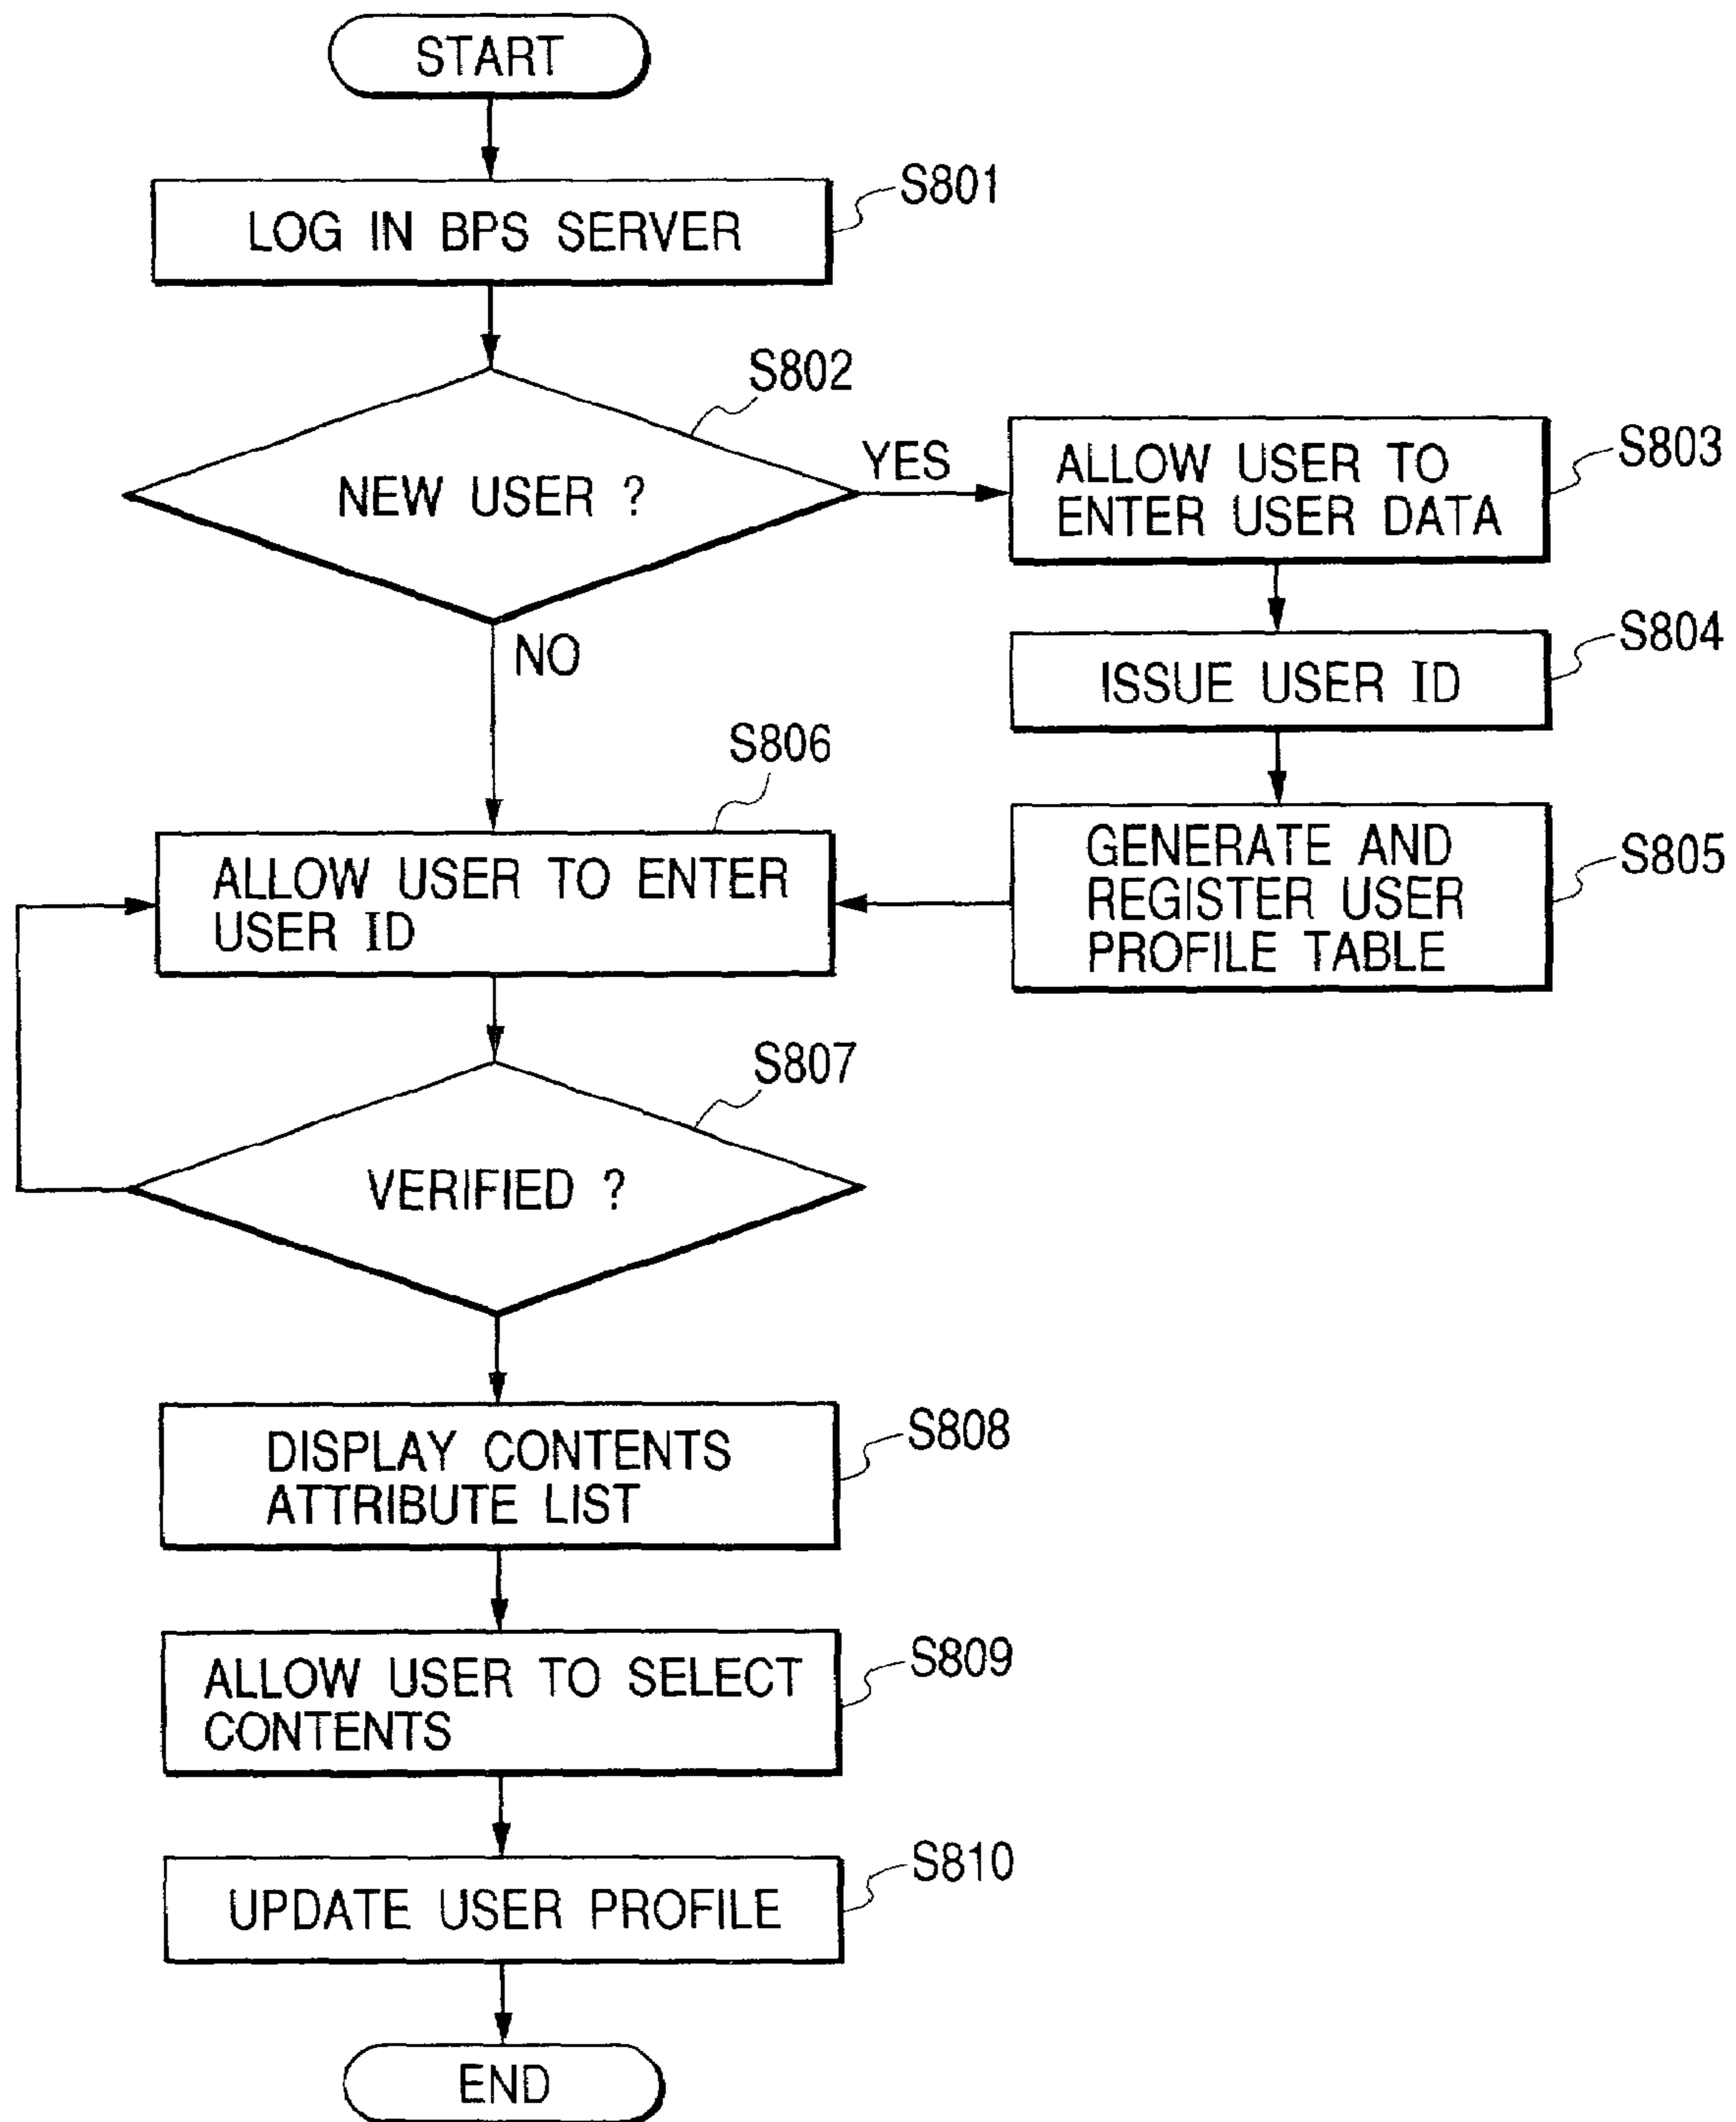 START
S801
LOG IN BPS SERVER
S802
NEW USER ?
YES
NO
S803
ALLOW USER TO
ENTER USER DATA
S804
ISSUE USER ID
S805
GENERATE AND
REGISTER USER
PROFILE TABLE
S806
ALLOW USER TO ENTER
USER ID
S807
VERIFIED ?
S808
DISPLAY CONTENTS
ATTRIBUTE LIST
S809
ALLOW USER TO SELECT
CONTENTS
S810
UPDATE USER PROFILE
END